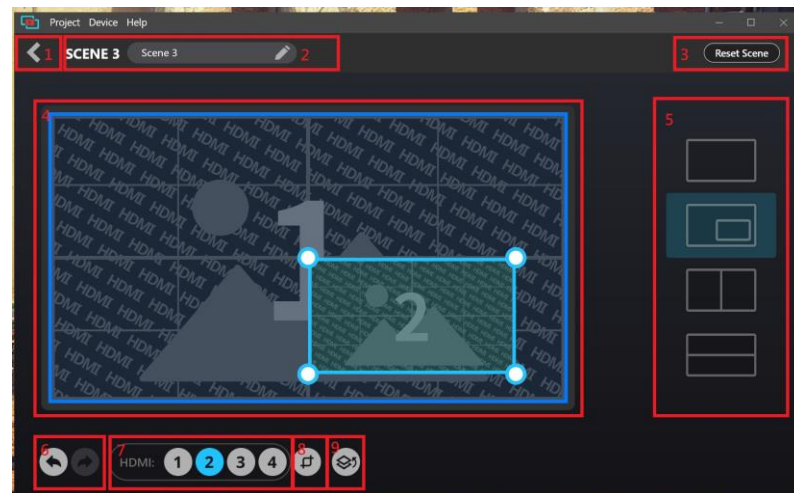 Project Device Help
1 SCENE 3 Scene 3 2 3 Reset Scene
4
5
HDMI
1
2
6 7 HDMI: 1 2 3 4 8 9